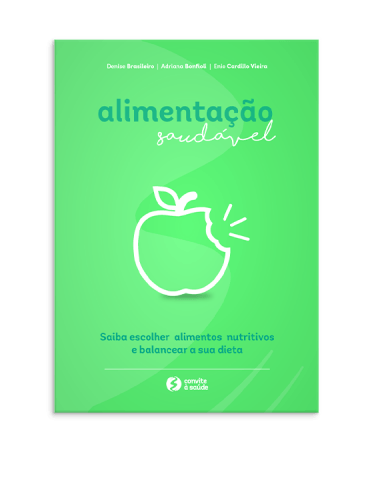 Denise Brasileiro | Adriana Bonfioli | Enio Cardillo Vieira
alimentação
saudável
Saiba escolher alimentos nutritivos
e balancear a sua dieta
convite
à saúde